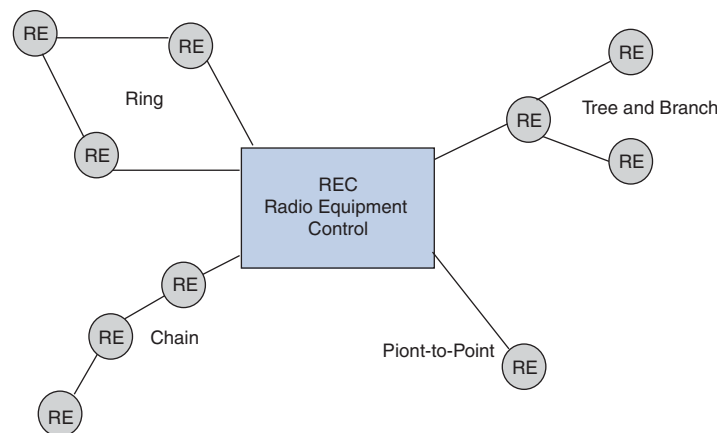 RE
RE
RE
Ring
RE
RE
Tree and Branch
RE
RE
REC
Radio Equipment
Control
RE
RE
Chain
RE
Piont-to-Point
RE